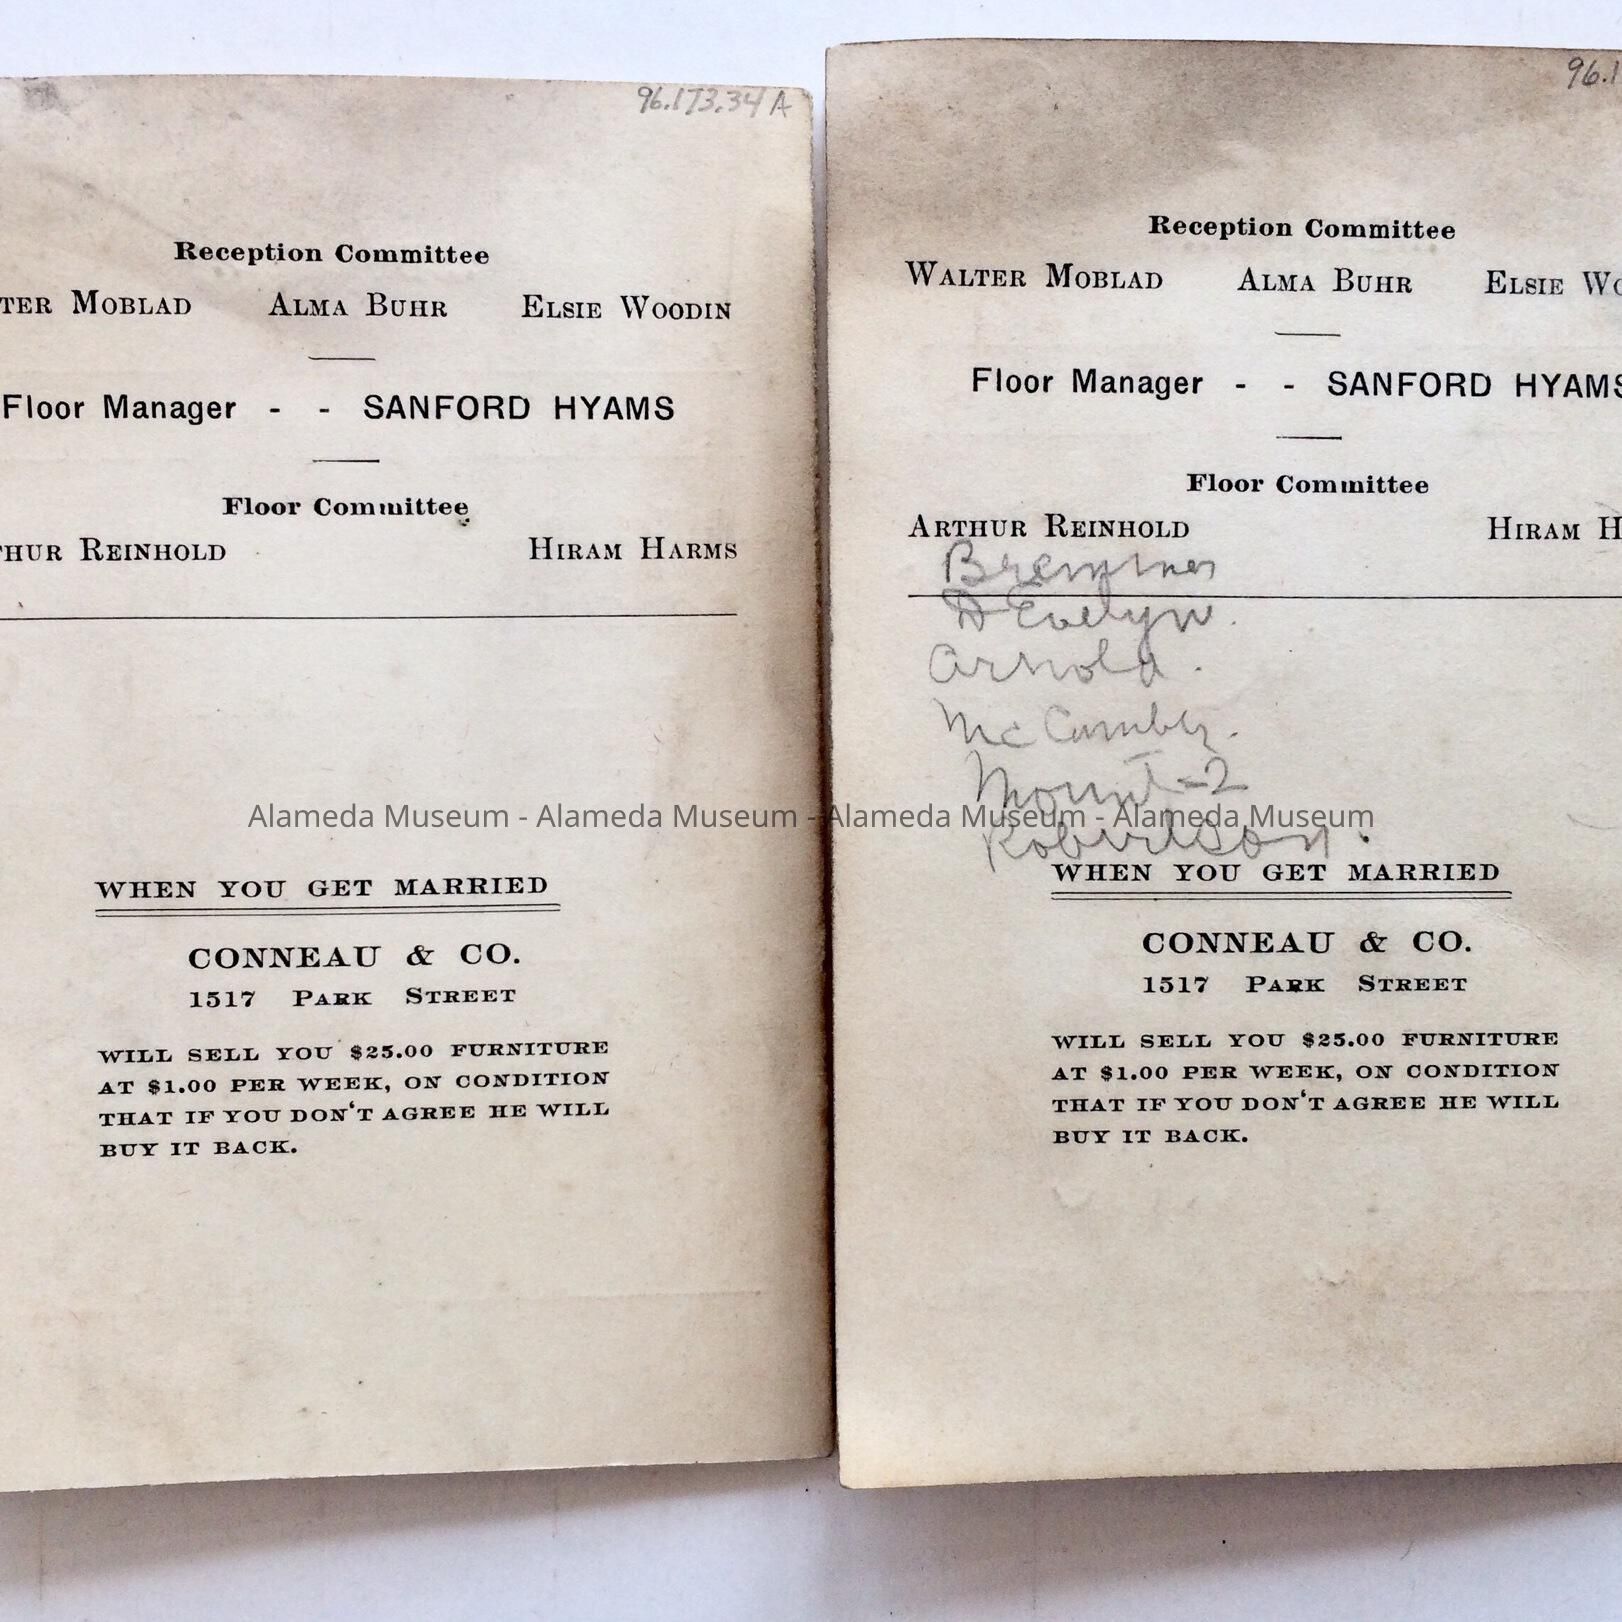 96.173.34 A
Reception Committee
TER MOBLAD ALMA BUHR ELSIE WOODIN
Floor Manager - - SANFORD HYAMS
Floor Committee
HUR REINHOLD HIRAM HARMS
WHEN YOU GET MARRIED
CONNEAU & CO.
1517 PARK STREET
WILL SELL YOU $25.00 FURNITURE
AT $1.00 PER WEEK, ON CONDITION
THAT IF YOU DON'T AGREE HE WILL
BUY IT BACK.
96.1
Reception Committee
WALTER MOBLAD ALMA BUHR ELSIE WO
Floor Manager - - SANFORD HYAMS
Floor Committee
ARTHUR REINHOLD HIRAM H
D Evelyn.
Arnold.
Mount-2
Robertson.
WHEN YOU GET MARRIED
CONNEAU & CO.
1517 PARK STREET
WILL SELL YOU $25.00 FURNITURE
AT $1.00 PER WEEK, ON CONDITION
THAT IF YOU DON'T AGREE HE WILL
BUY IT BACK.
Alameda Museum - Alameda Museum - Alameda Museum - Alameda Museum